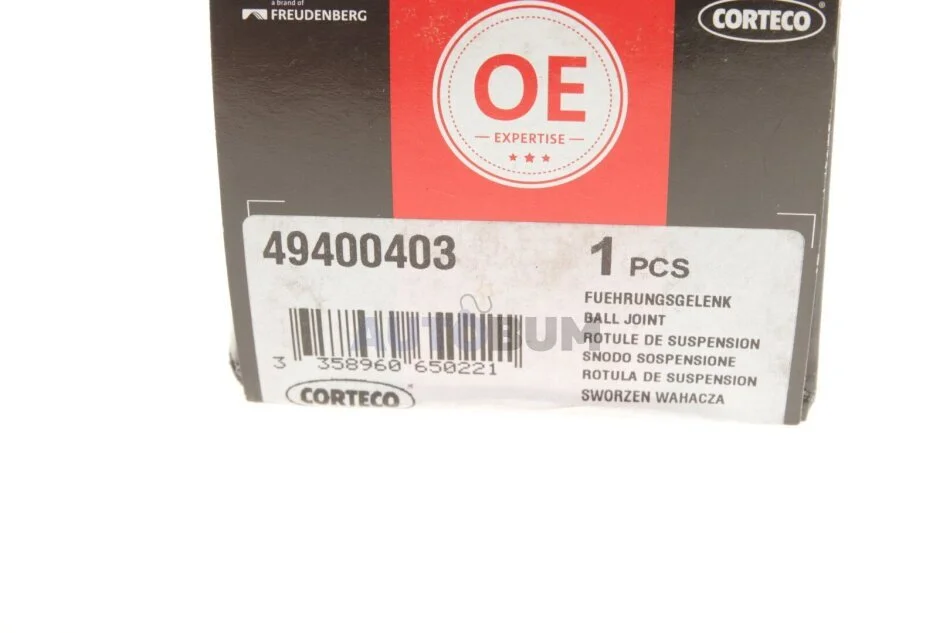 a brand of
FREUDENBERG
CORTECO®
OE
EXPERTISE
49400403
1 PCS
FUEHRUNGSGELENK
BALL JOINT
ROTULE DE SUSPENSION
SNODO SOSPENSIONE
ROTULA DE SUSPENSION
SWORZEN WAHACZA
AUTOBUM
3 358960 650221
CORTECO